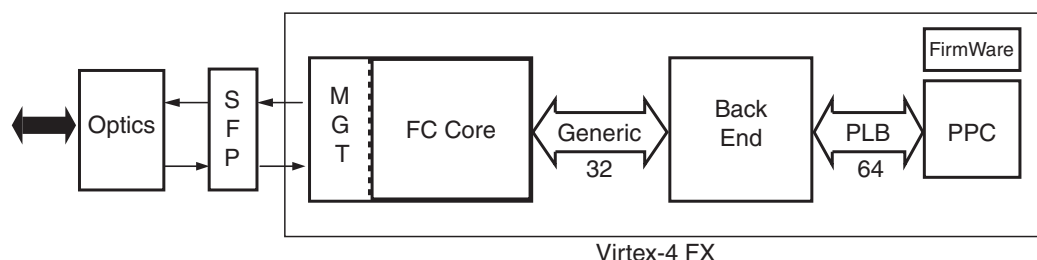 FirmWare
Optics
S
F
P
M
G
T
FC Core
Generic
32
Back
End
PLB
64
PPC
Virtex-4 FX